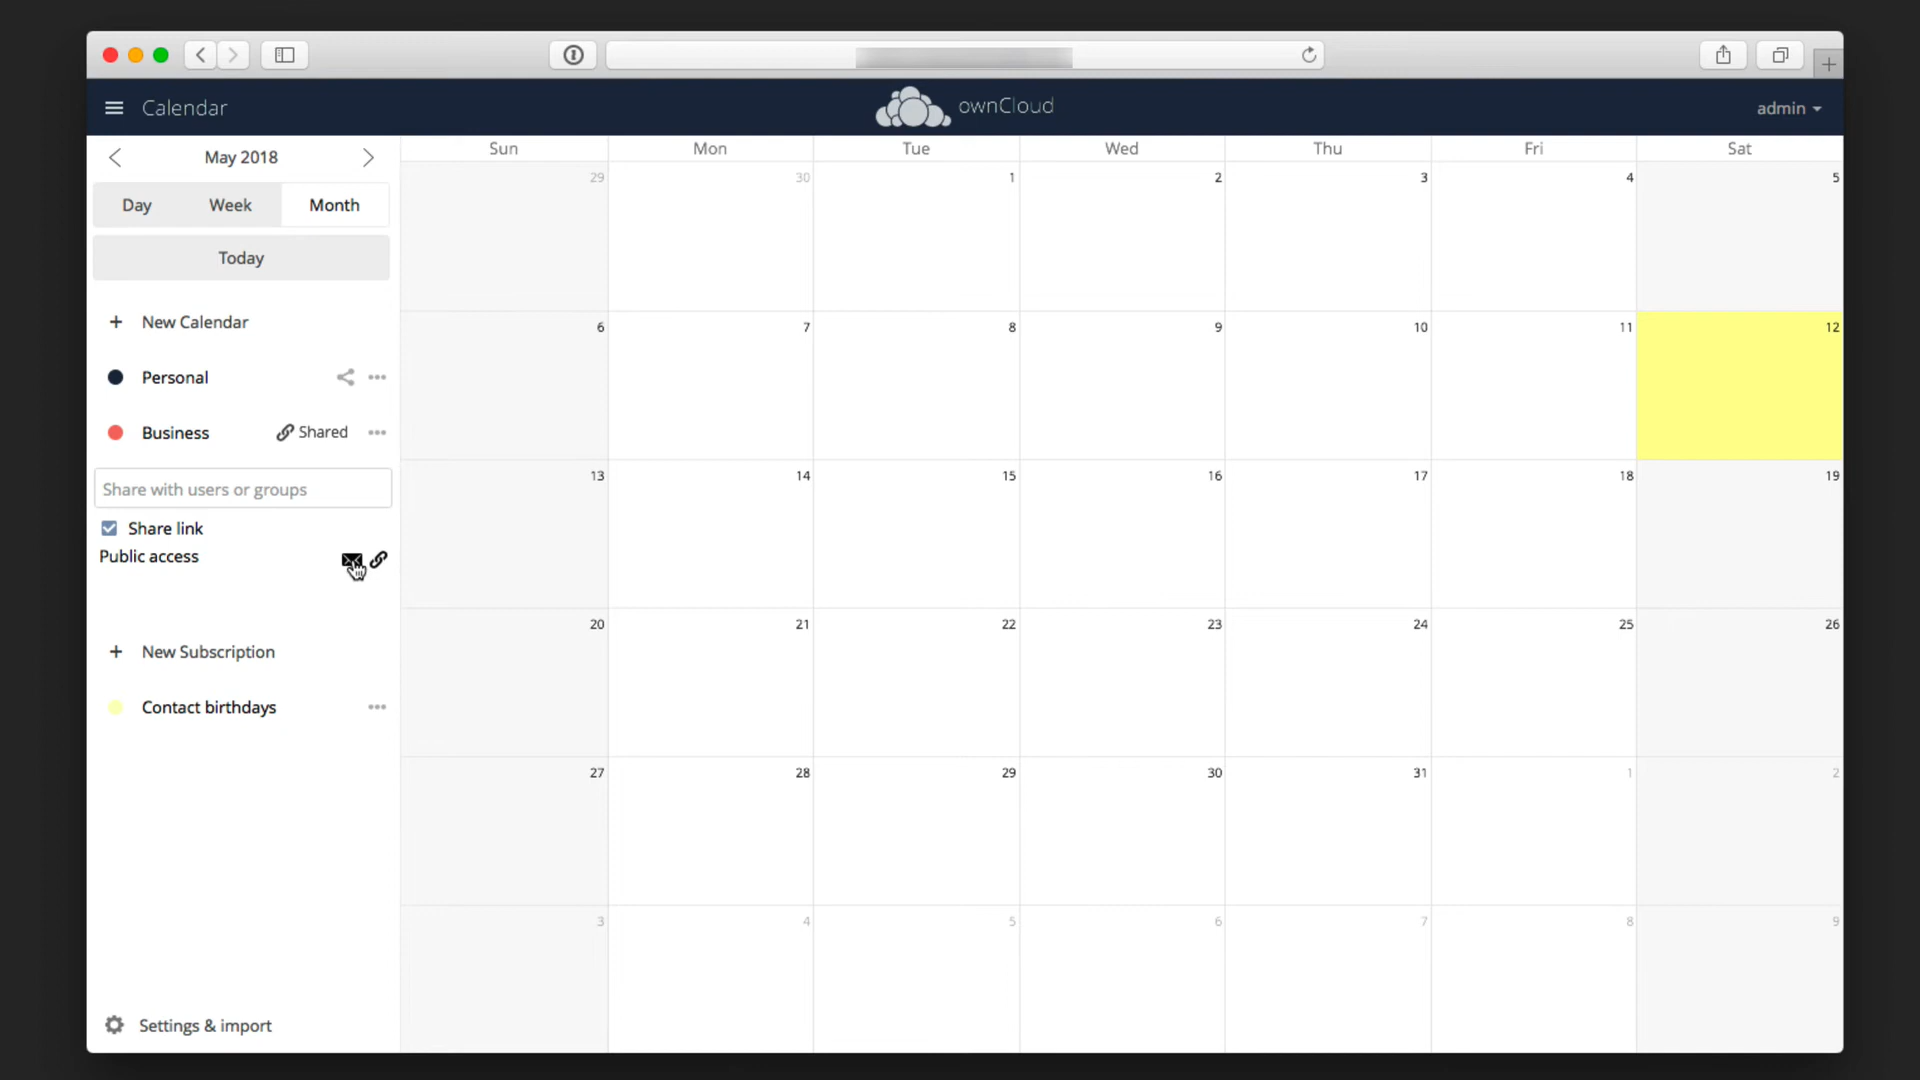 Calendar
ownCloud
admin
May 2018
Day Week Month
Today
New Calendar
Personal
Business Shared
Share with users or groups
Share link
Public access
New Subscription
Contact birthdays
Settings & import
Sun Mon Tue Wed Thu Fri Sat
29 30 1 2 3 4 5
6 7 8 9 10 11 12
13 14 15 16 17 18 19
20 21 22 23 24 25 26
27 28 29 30 31 1 2
3 4 5 6 7 8 9